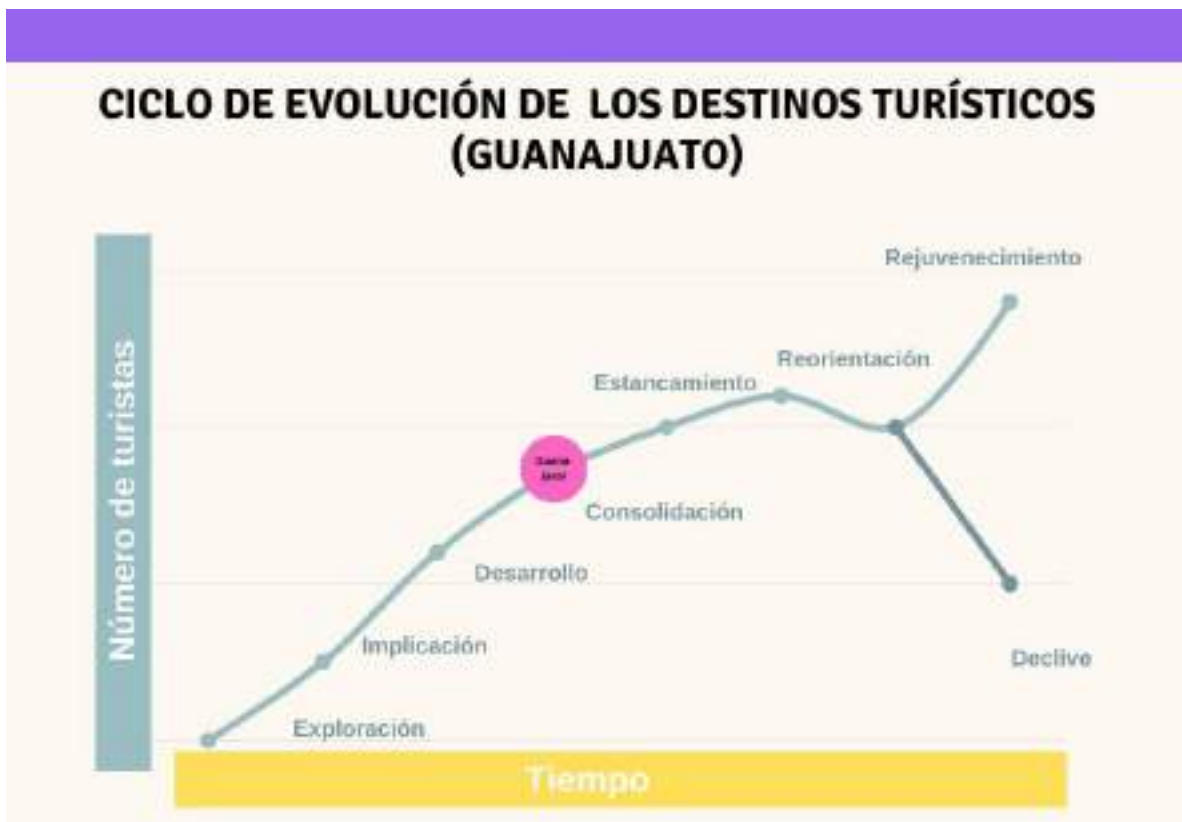 CICLO DE EVOLUCIÓN DE LOS DESTINOS TURÍSTICOS
(GUANAJUATO)
Rejuvenecimiento
Reorientación
Estancamiento
Consolidación
Desarrollo
Implicación
Declive
Exploración
Número de turistas
Tiempo